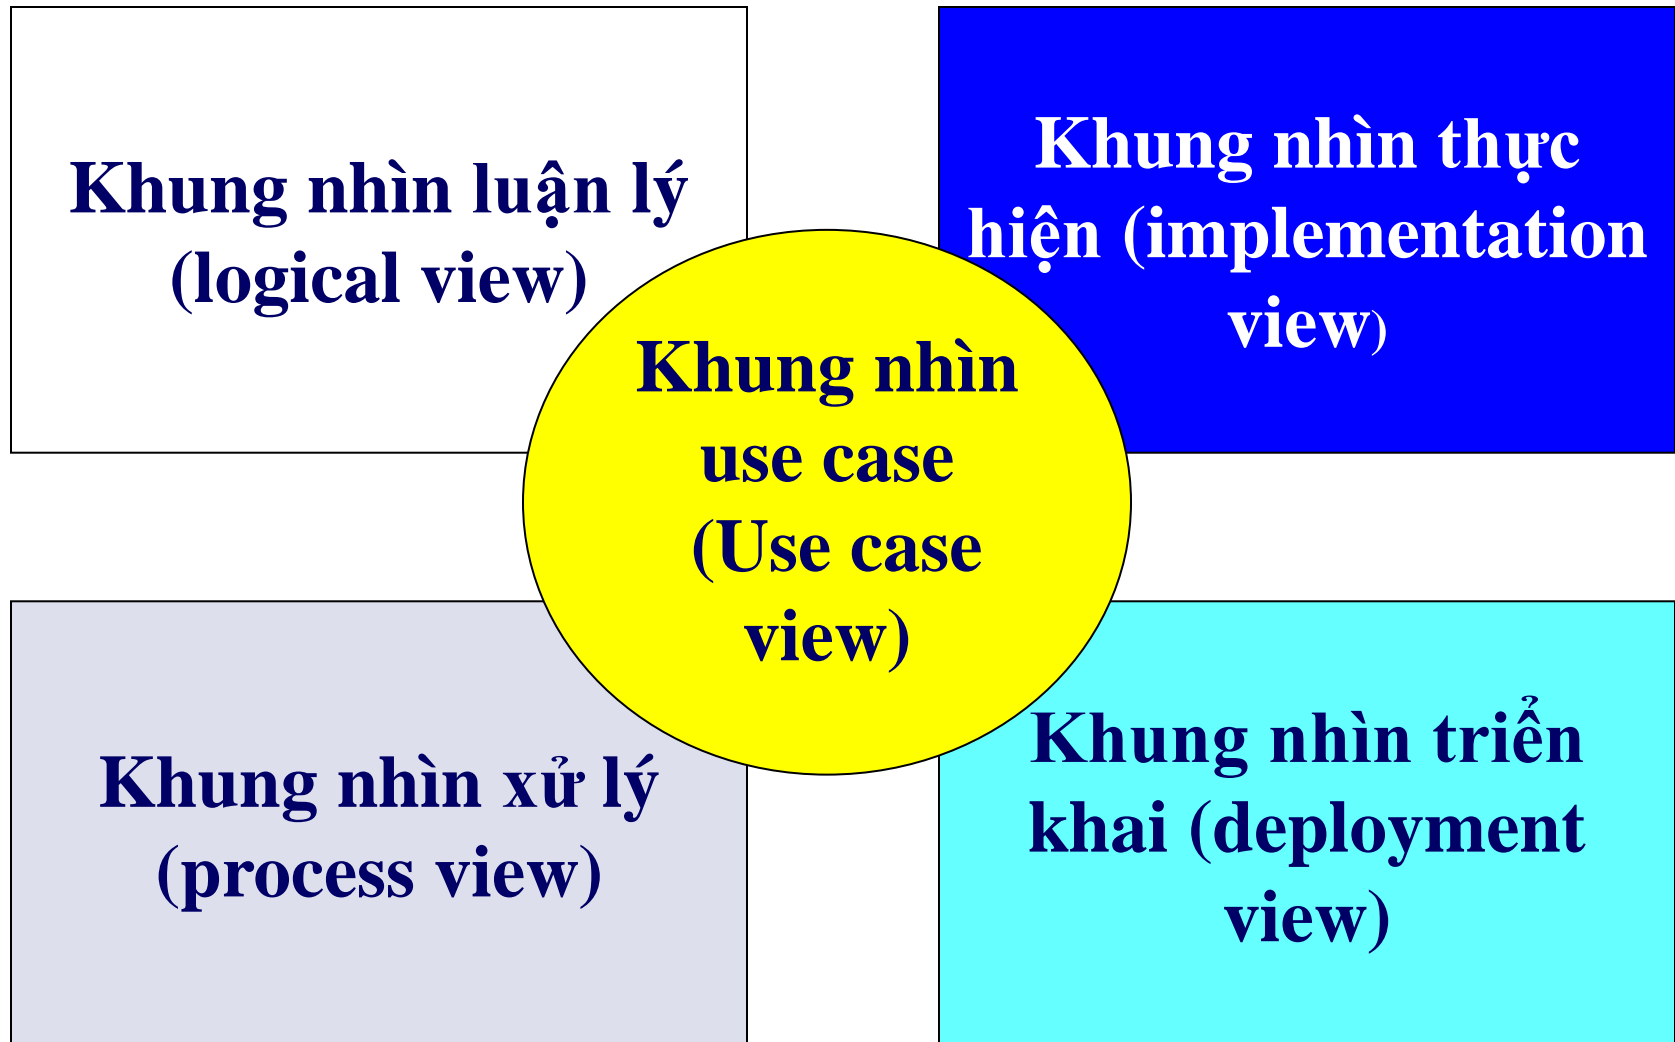 Khung nhìn luận lý
(logical view)
Khung nhìn thực
hiện (implementation
view)
Khung nhìn
use case
(Use case
view)
Khung nhìn xử lý
(process view)
Khung nhìn triển
khai (deployment
view)